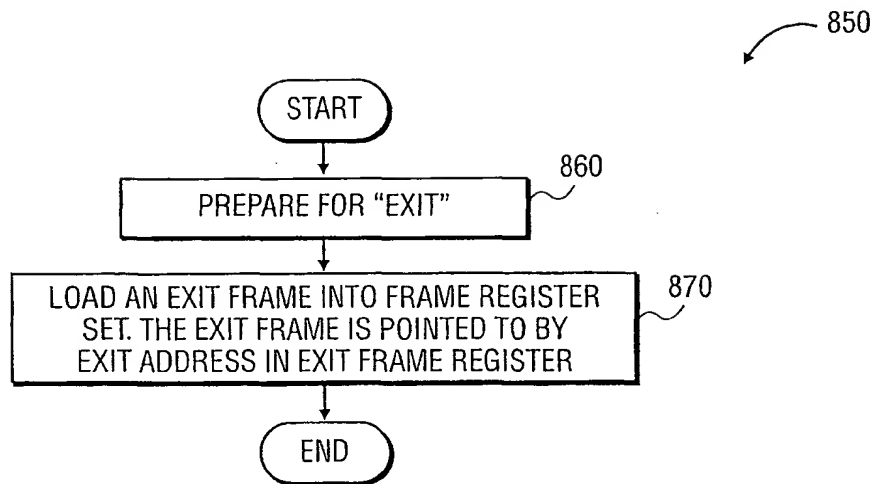 850
START
860
PREPARE FOR “EXIT”
870
LOAD AN EXIT FRAME INTO FRAME REGISTER
SET. THE EXIT FRAME IS POINTED TO BY
EXIT ADDRESS IN EXIT FRAME REGISTER
END